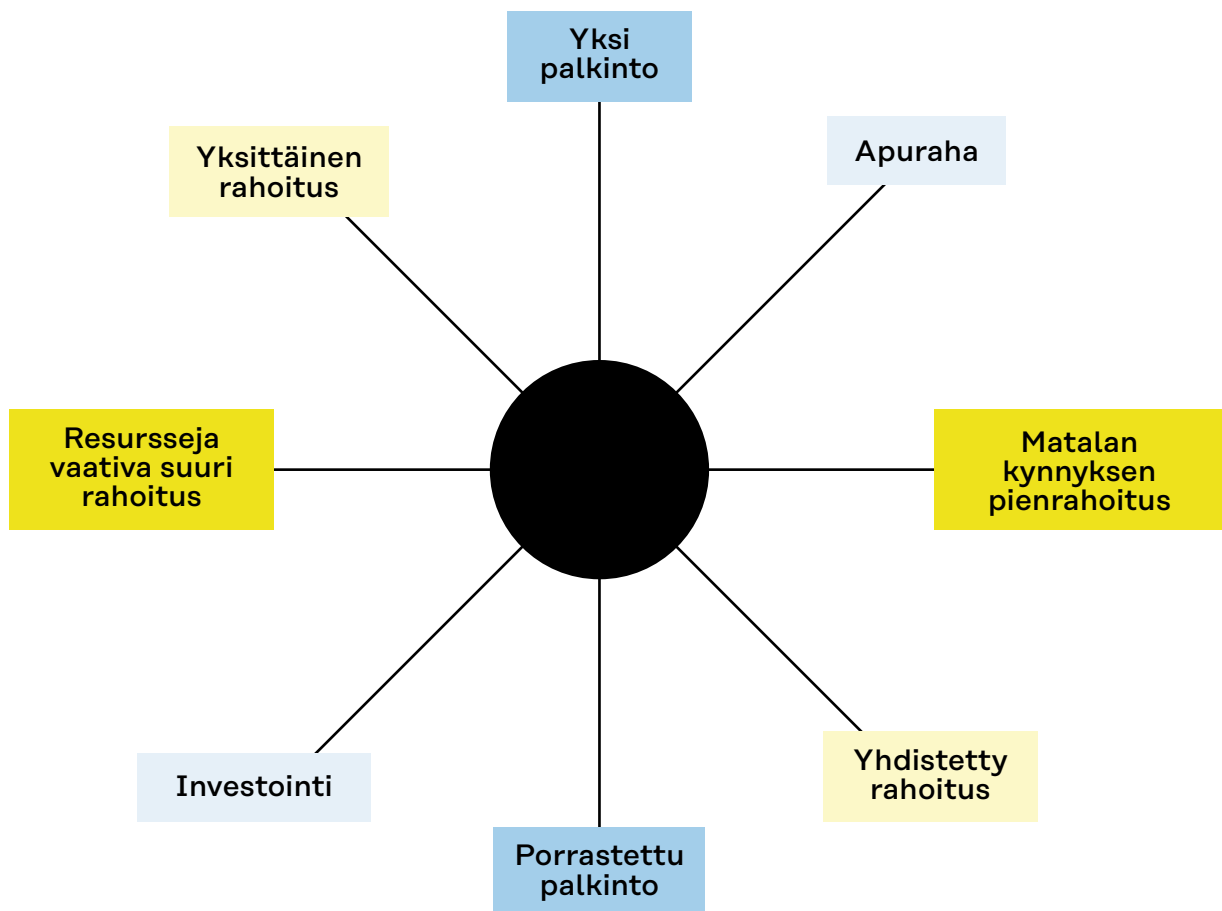 Yksi
palkinto
Apuraha
Yksittäinen
rahoitus
Resursseja
vaativa suuri
rahoitus
Matalan
kynnyksen
pienrahoitus
Investointi
Yhdistetty
rahoitus
Porrastettu
palkinto